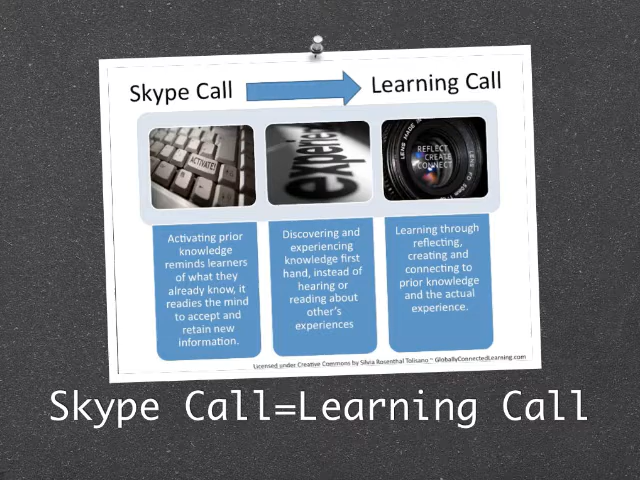 Skype Call
Learning Call
ACTIVATE!
experience
LENS MADE
REFLECT
CREATE
CONNECT
Activating prior
knowledge
reminds learners
of what they
already know, it
readies the mind
to accept and
retain new
information.
Discovering and
experiencing
knowledge first
hand, instead of
hearing or
reading about
other's
experiences
Learning through
reflecting,
creating and
connecting to
prior knowledge
and the actual
experience.
Licensed under Creative Commons by Silvia Rosenthal Tolisano ~ GloballyConnectedLearning.com
Skype Call=Learning Call